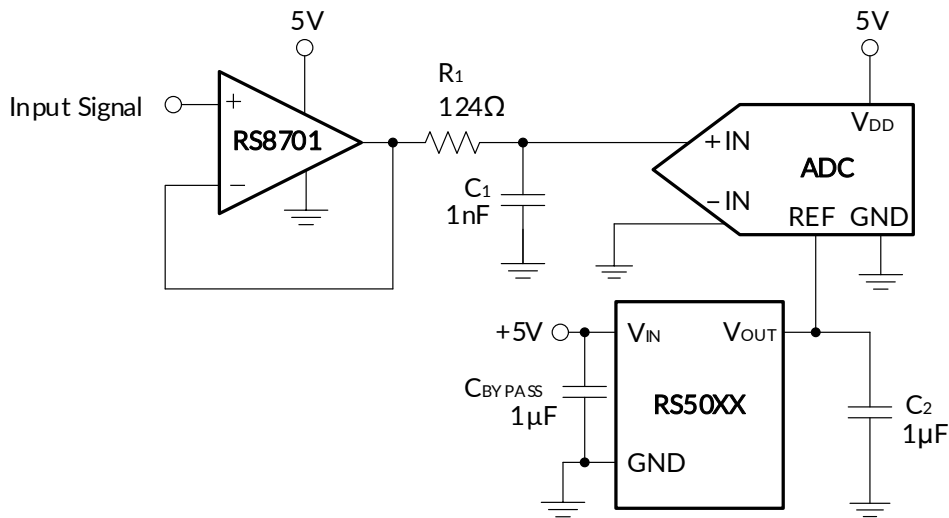 5V
Input Signal
+
RS8701
−
R1
124Ω
C1
1nF
5V
VDD
+IN
ADC
−IN
REF
GND
+5V
VIN
VOUT
CBYPASS
1µF
RS50XX
GND
C2
1µF